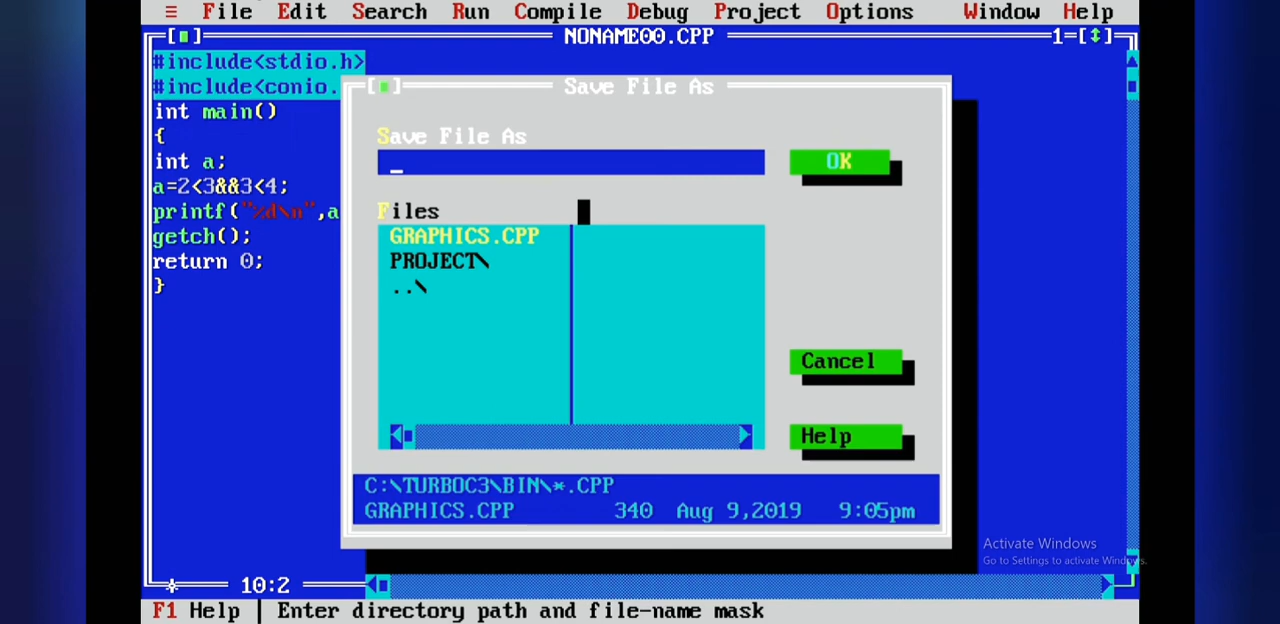 ≡ File Edit Search Run Compile Debug Project Options Window Help
[■] NONAME00.CPP 1=[↕]
#include<stdio.h>
#include<conio.
int main()
{
int a;
a=2<3&&3<4;
printf("%d\n",a
getch();
return 0;
}
[■] Save File As
Save File As
OK
Files
GRAPHICS.CPP
PROJECT\
..\
Cancel
Help
C:\TURBOC3\BIN\*.CPP
GRAPHICS.CPP 340 Aug 9,2019 9:05pm
Activate Windows
Go to Settings to activate Windows.
10:2
F1 Help | Enter directory path and file-name mask